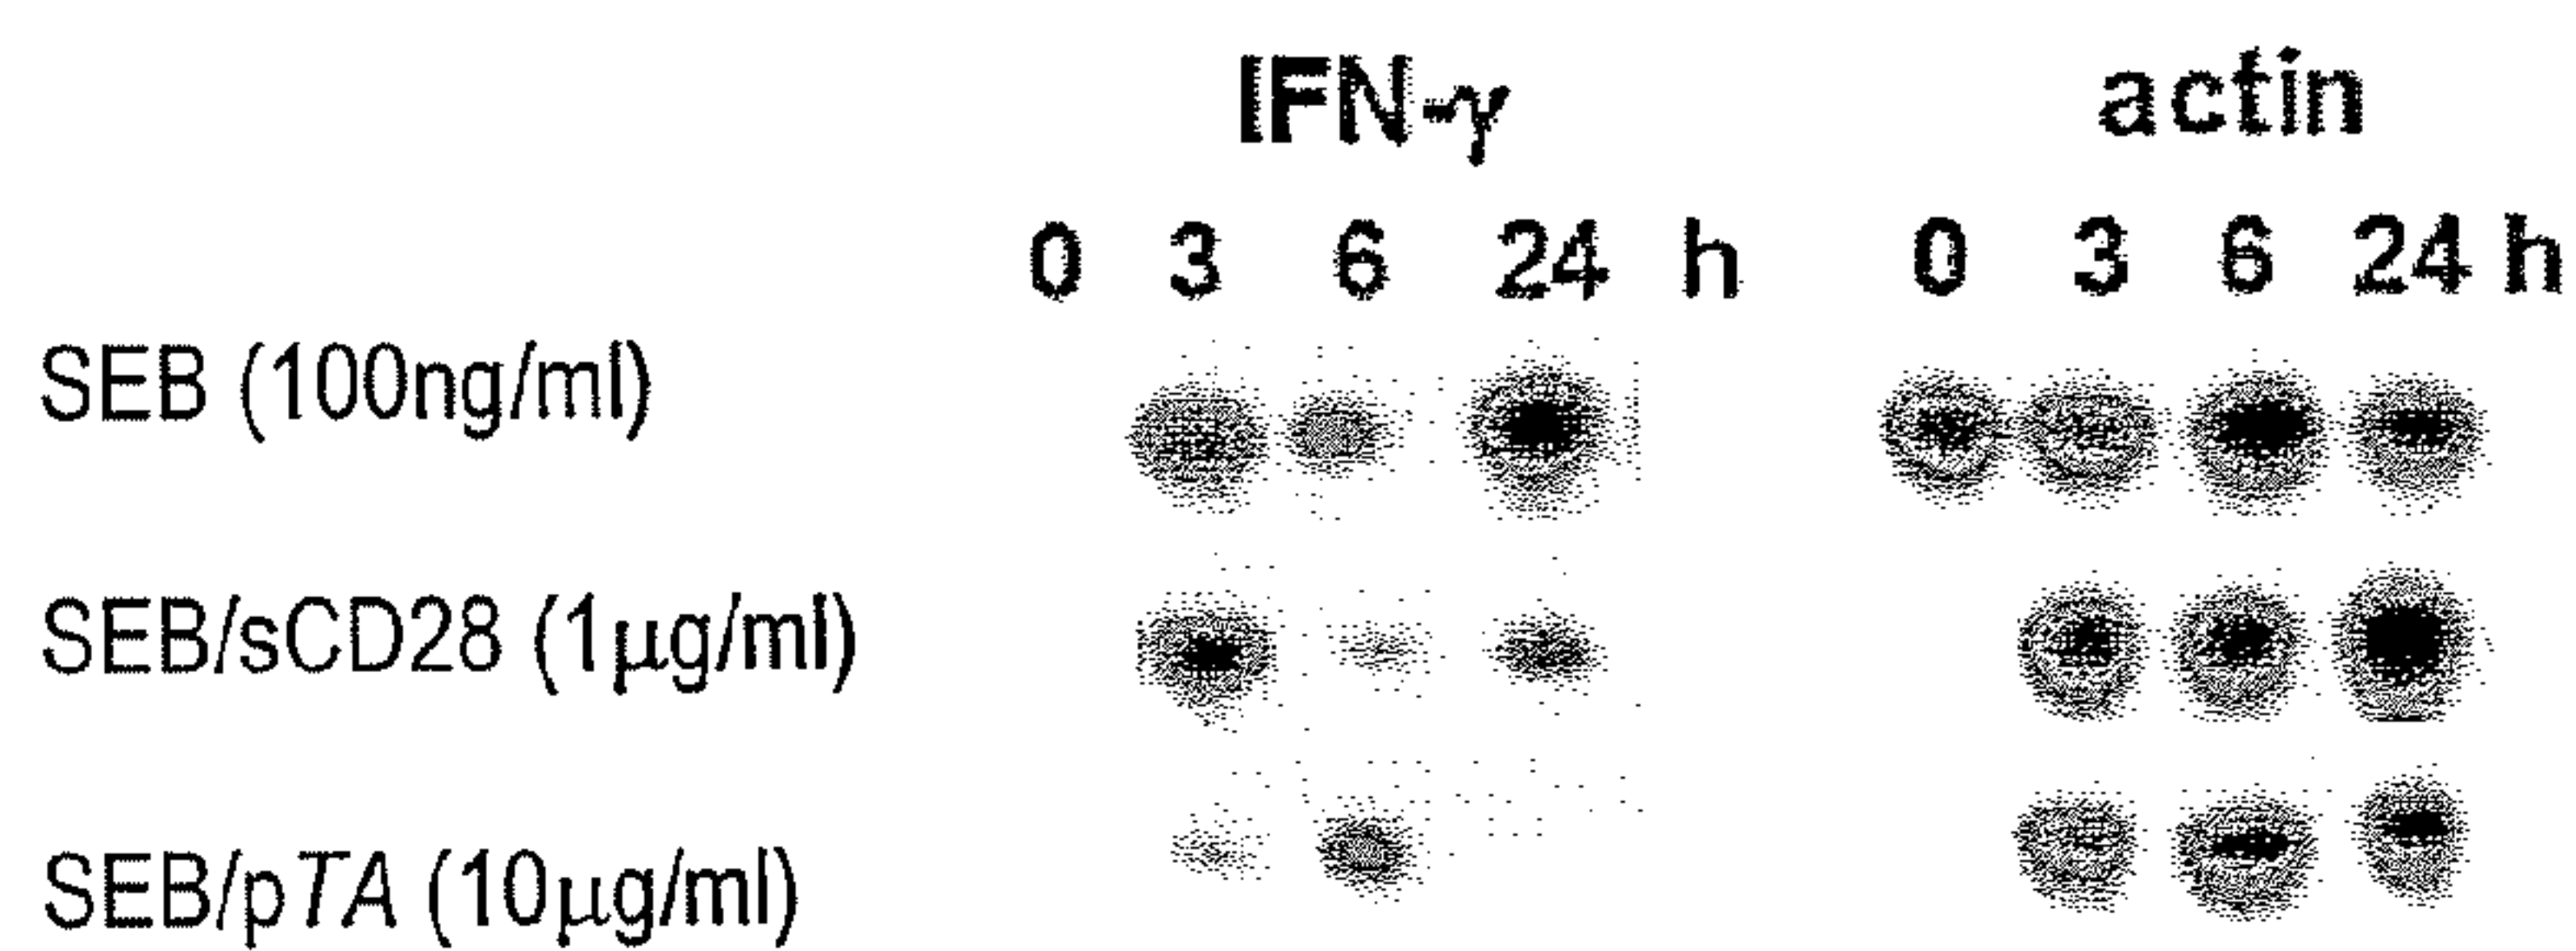 IFN-γ actin
0 3 6 24 h 0 3 6 24 h
SEB (100ng/ml)
SEB/sCD28 (1μg/ml)
SEB/pTA (10μg/ml)